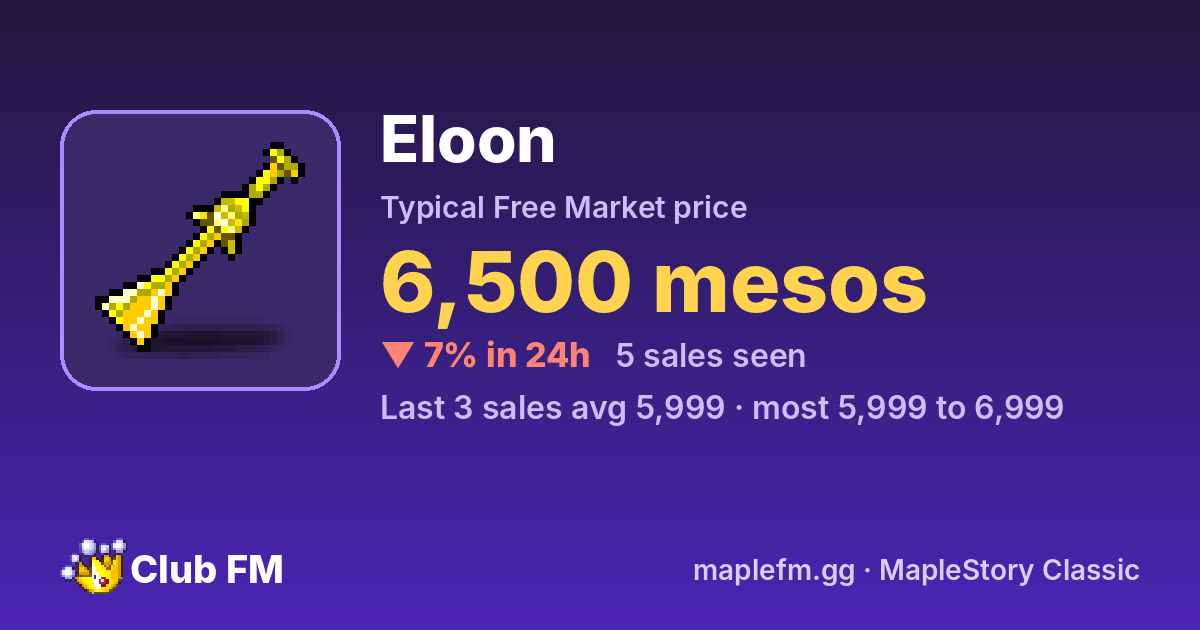 Eloon
Typical Free Market price
6,500 mesos
▼ 7% in 24h 5 sales seen
Last 3 sales avg 5,999 · most 5,999 to 6,999
Club FM
maplefm.gg · MapleStory Classic